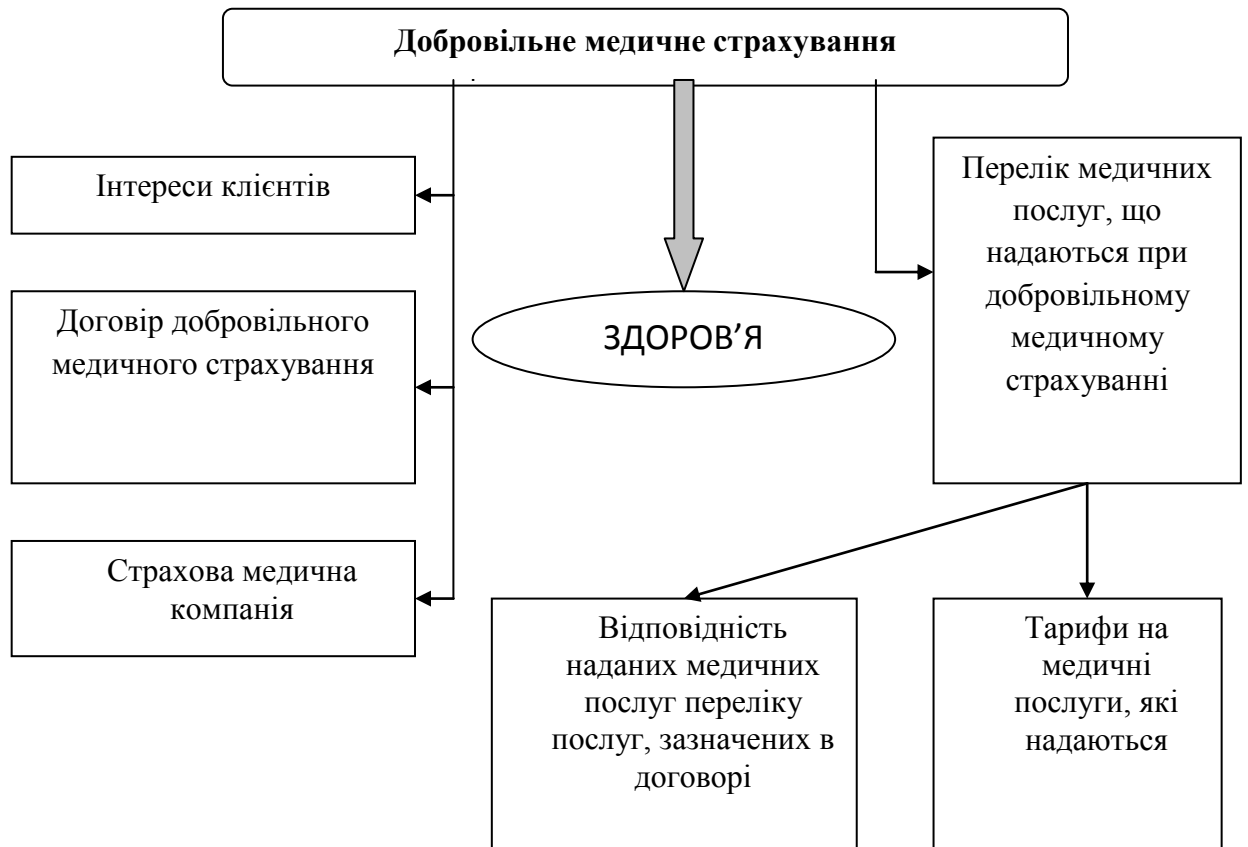 Добровільне медичне страхування
Інтереси клієнтів
Договір добровільного
медичного страхування
Страхова медична
компанія
ЗДОРОВ’Я
Перелік медичних
послуг, що
надаються при
добровільному
медичному
страхуванні
Відповідність
наданих медичних
послуг переліку
послуг, зазначених в
договорі
Тарифи на
медичні
послуги, які
надаються